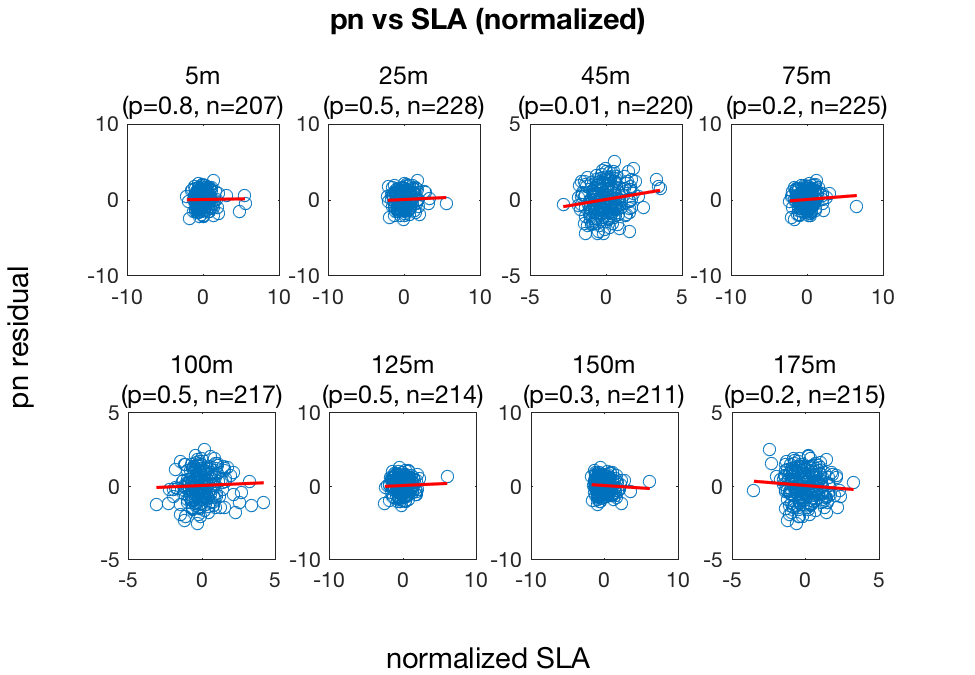 pn vs SLA (normalized)
5m
(p=0.8, n=207)
25m
(p=0.5, n=228)
45m
(p=0.01, n=220)
75m
(p=0.2, n=225)
10
0
-10
-10 0 10
10
0
-10
-10 0 10
5
0
-5
-5 0 5
10
0
-10
-10 0 10
pn residual
100m
(p=0.5, n=217)
125m
(p=0.5, n=214)
150m
(p=0.3, n=211)
175m
(p=0.2, n=215)
5
0
-5
-5 0 5
10
0
-10
-10 0 10
10
0
-10
-10 0 10
5
0
-5
-5 0 5
normalized SLA